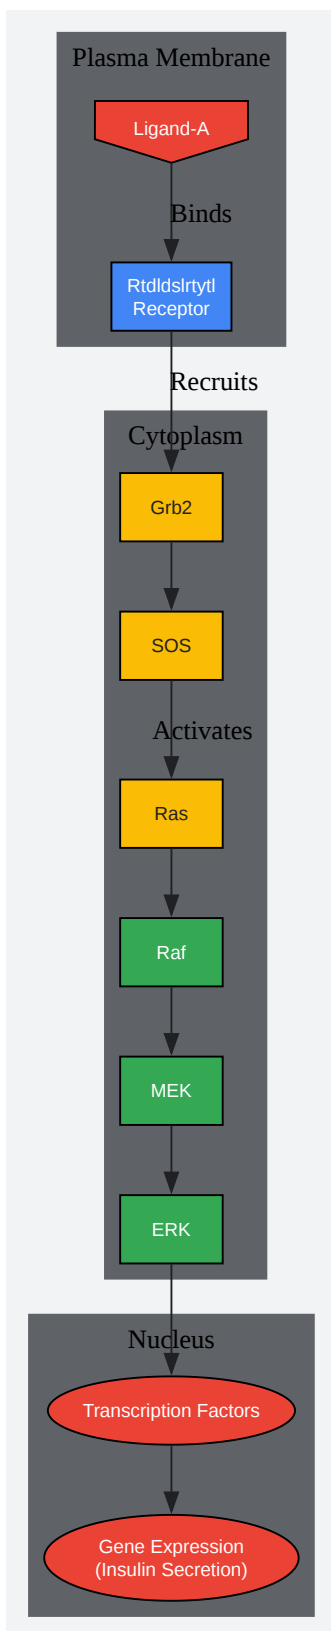 Plasma Membrane
Ligand-A
Binds
Rtdldslrtytl
Receptor
Recruits
Cytoplasm
Grb2
SOS
Activates
Ras
Raf
MEK
ERK
Nucleus
Transcription Factors
Gene Expression
(Insulin Secretion)